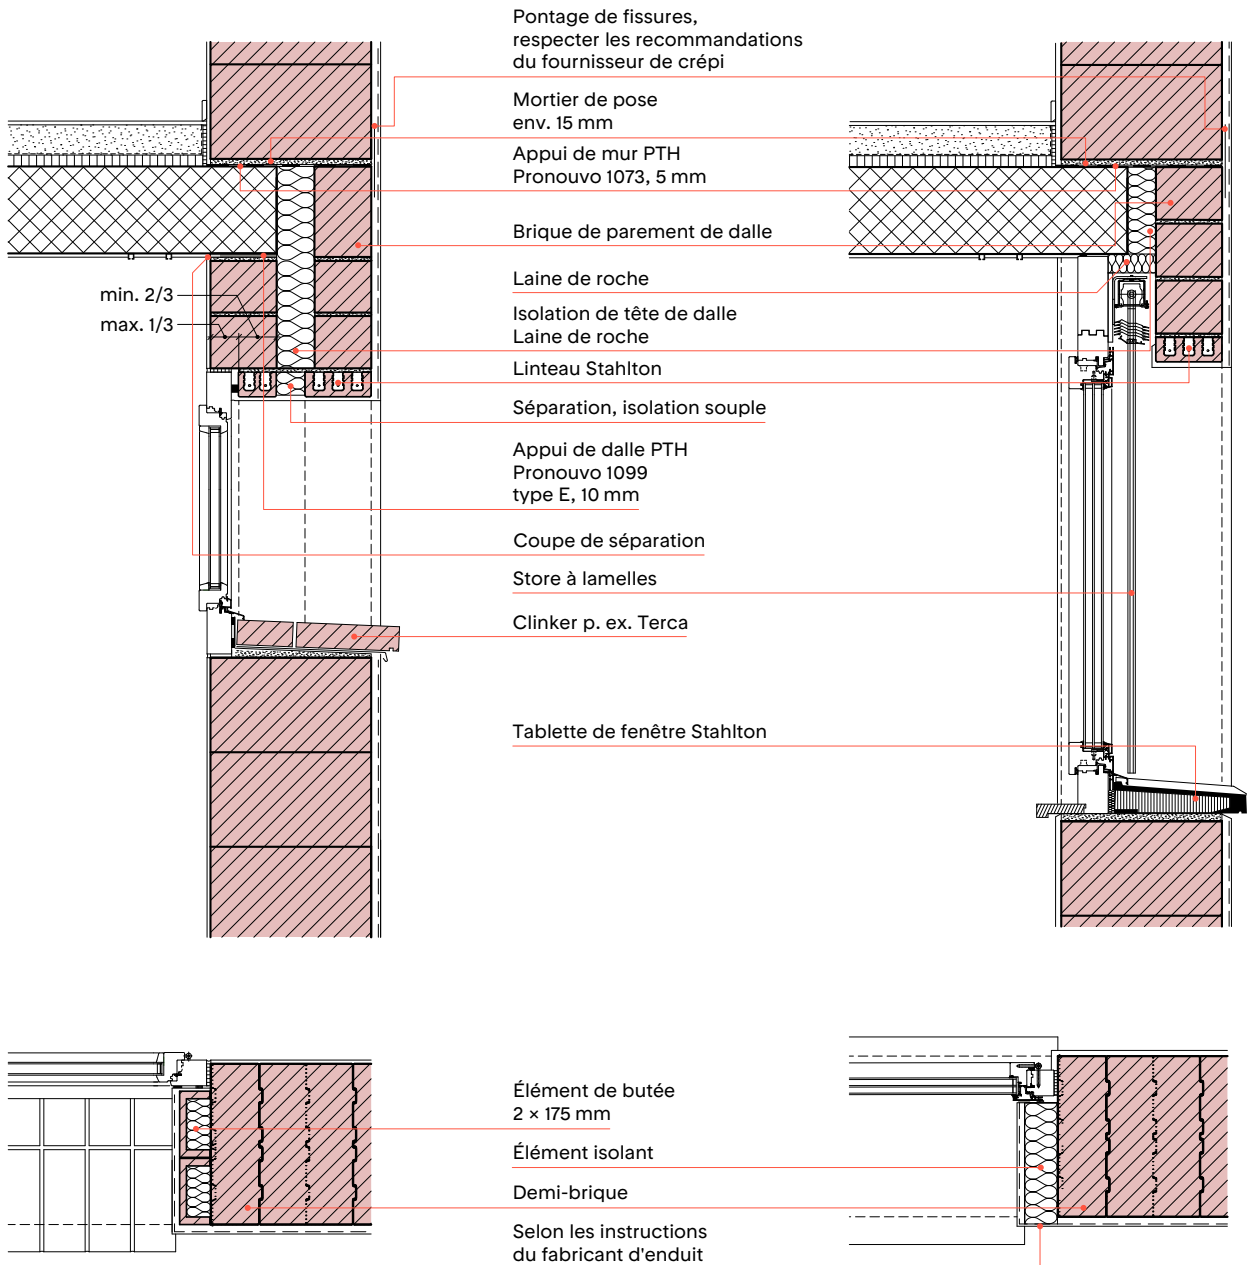 Pontage de fissures,
respecter les recommandations
du fournisseur de crépi
Mortier de pose
env. 15 mm
Appui de mur PTH
Pronouvo 1073, 5 mm
Brique de parement de dalle
Laine de roche
min. 2/3
max. 1/3
Isolation de tête de dalle
Laine de roche
Linteau Stahlton
Séparation, isolation souple
Appui de dalle PTH
Pronouvo 1099
type E, 10 mm
Coupe de séparation
Store à lamelles
Clinker p. ex. Terca
Tablette de fenêtre Stahlton
Élément de butée
2 × 175 mm
Élément isolant
Demi-brique
Selon les instructions
du fabricant d'enduit